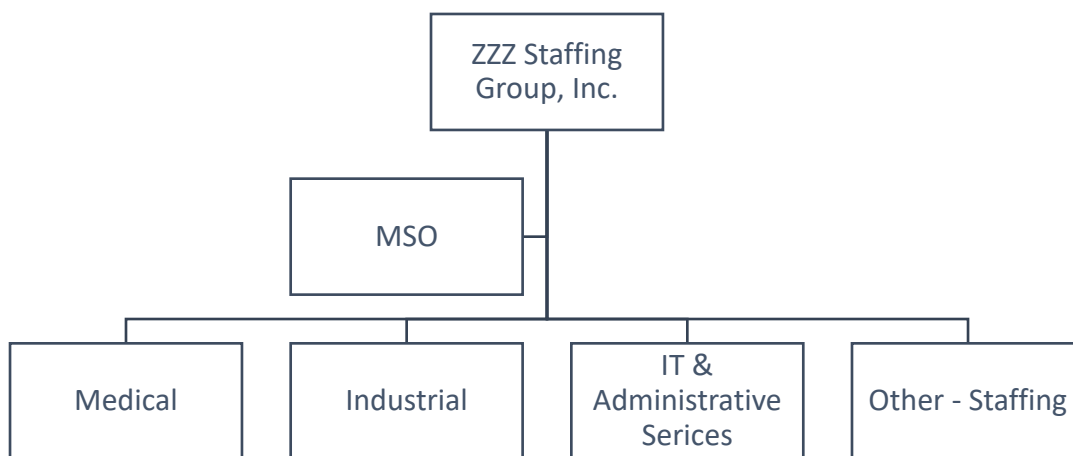 ZZZ Staffing
Group, Inc.
MSO
Medical
Industrial
IT &
Administrative
Serices
Other - Staffing